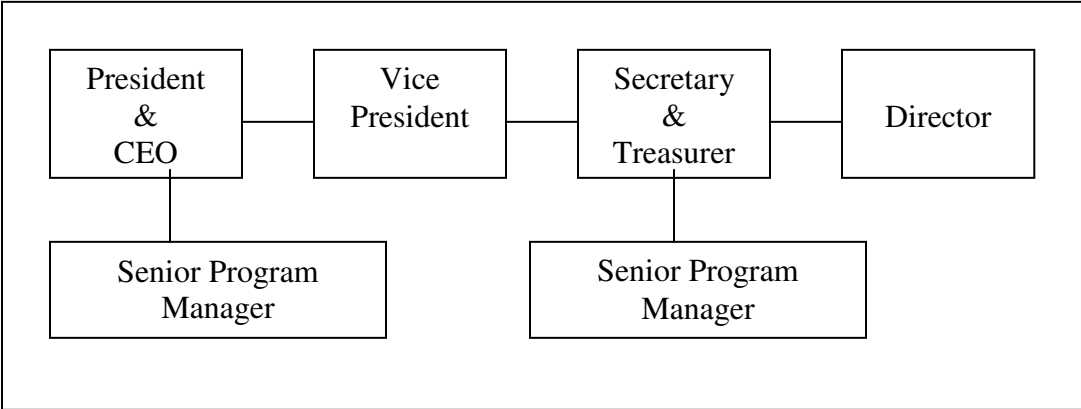 President
&
CEO
Vice
President
Secretary
&
Treasurer
Director
Senior Program
Manager
Senior Program
Manager